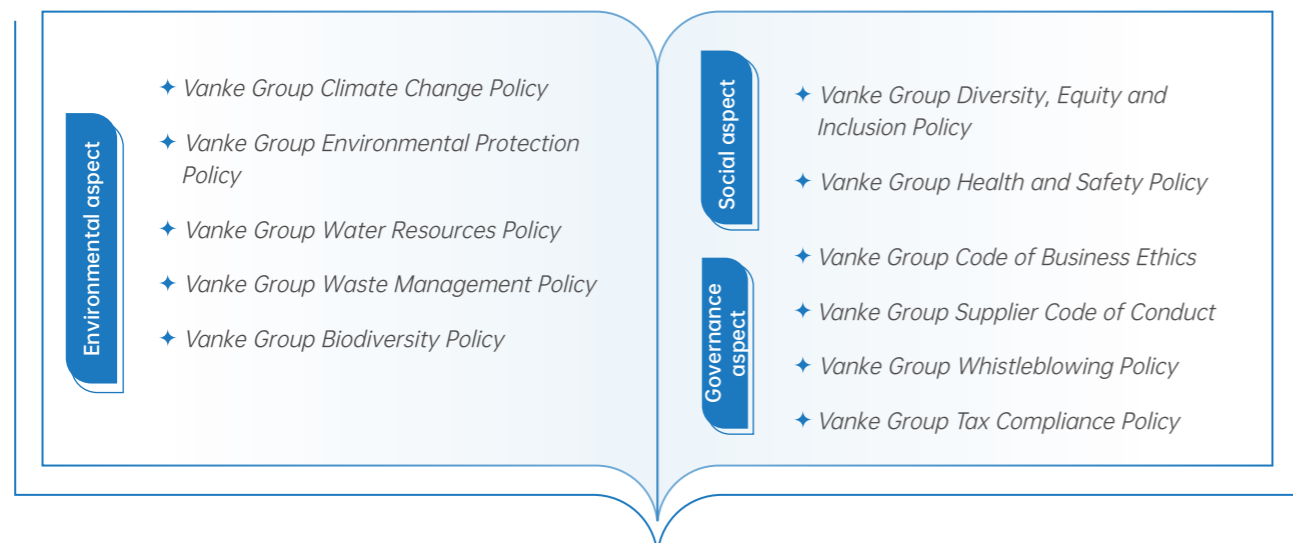 Environmental aspect
Vanke Group Climate Change Policy
Vanke Group Environmental Protection
Policy
Vanke Group Water Resources Policy
Vanke Group Waste Management Policy
Vanke Group Biodiversity Policy
Social aspect
Vanke Group Diversity, Equity and
Inclusion Policy
Vanke Group Health and Safety Policy
Governance
aspect
Vanke Group Code of Business Ethics
Vanke Group Supplier Code of Conduct
Vanke Group Whistleblowing Policy
Vanke Group Tax Compliance Policy